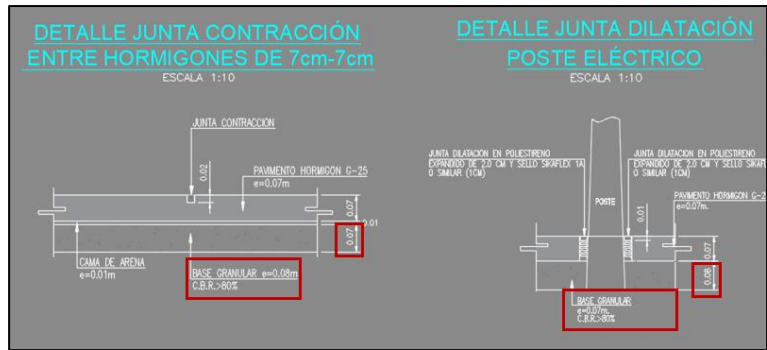 DETALLE JUNTA CONTRACCIÓN
ENTRE HORMIGONES DE 7cm-7cm
ESCALA 1:10
JUNTA CONTRACCION
0.02
PAVIMENTO HORMIGON G-25
e=0.07m
0.07
0.01
0.07
CAMA DE ARENA
e=0.01m
BASE GRANULAR e=0.08m
C.B.R.>80%
DETALLE JUNTA DILATACIÓN
POSTE ELÉCTRICO
ESCALA 1:10
JUNTA DILATACION EN POLIESTIRENO
EXPANDIDO DE 2.0 CM Y SELLO SIKAFLEX 1A
O SIMILAR (1CM)
JUNTA DILATACION EN POLIESTIRENO
EXPANDIDO DE 2.0 CM Y SELLO SIKAFL
O SIMILAR (1CM)
POSTE
0.01
PAVIMENTO HORMIGON G-2
e=0.07m.
0.07
0.08
BASE GRANULAR
e=0.07m.
C.B.R.>80%